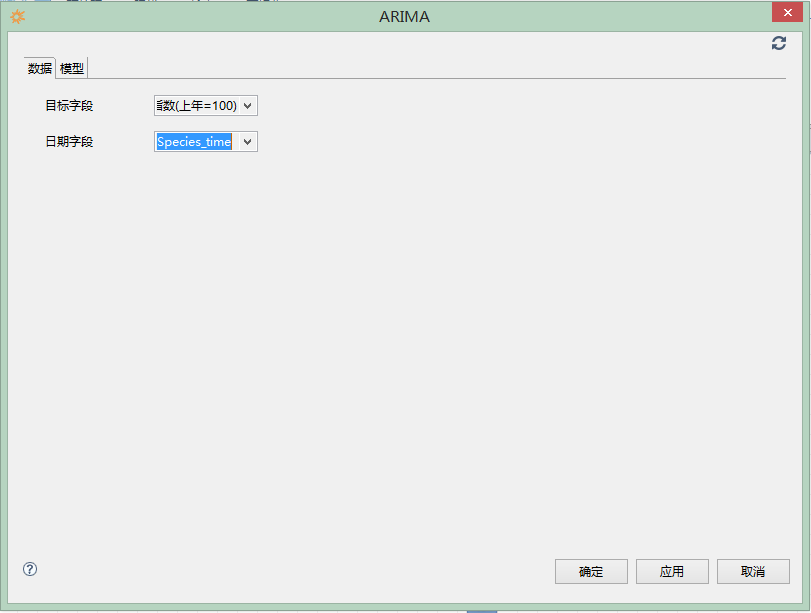 ARIMA
数据 模型
目标字段 数(上年=100)
日期字段 Species_time
确定 应用 取消